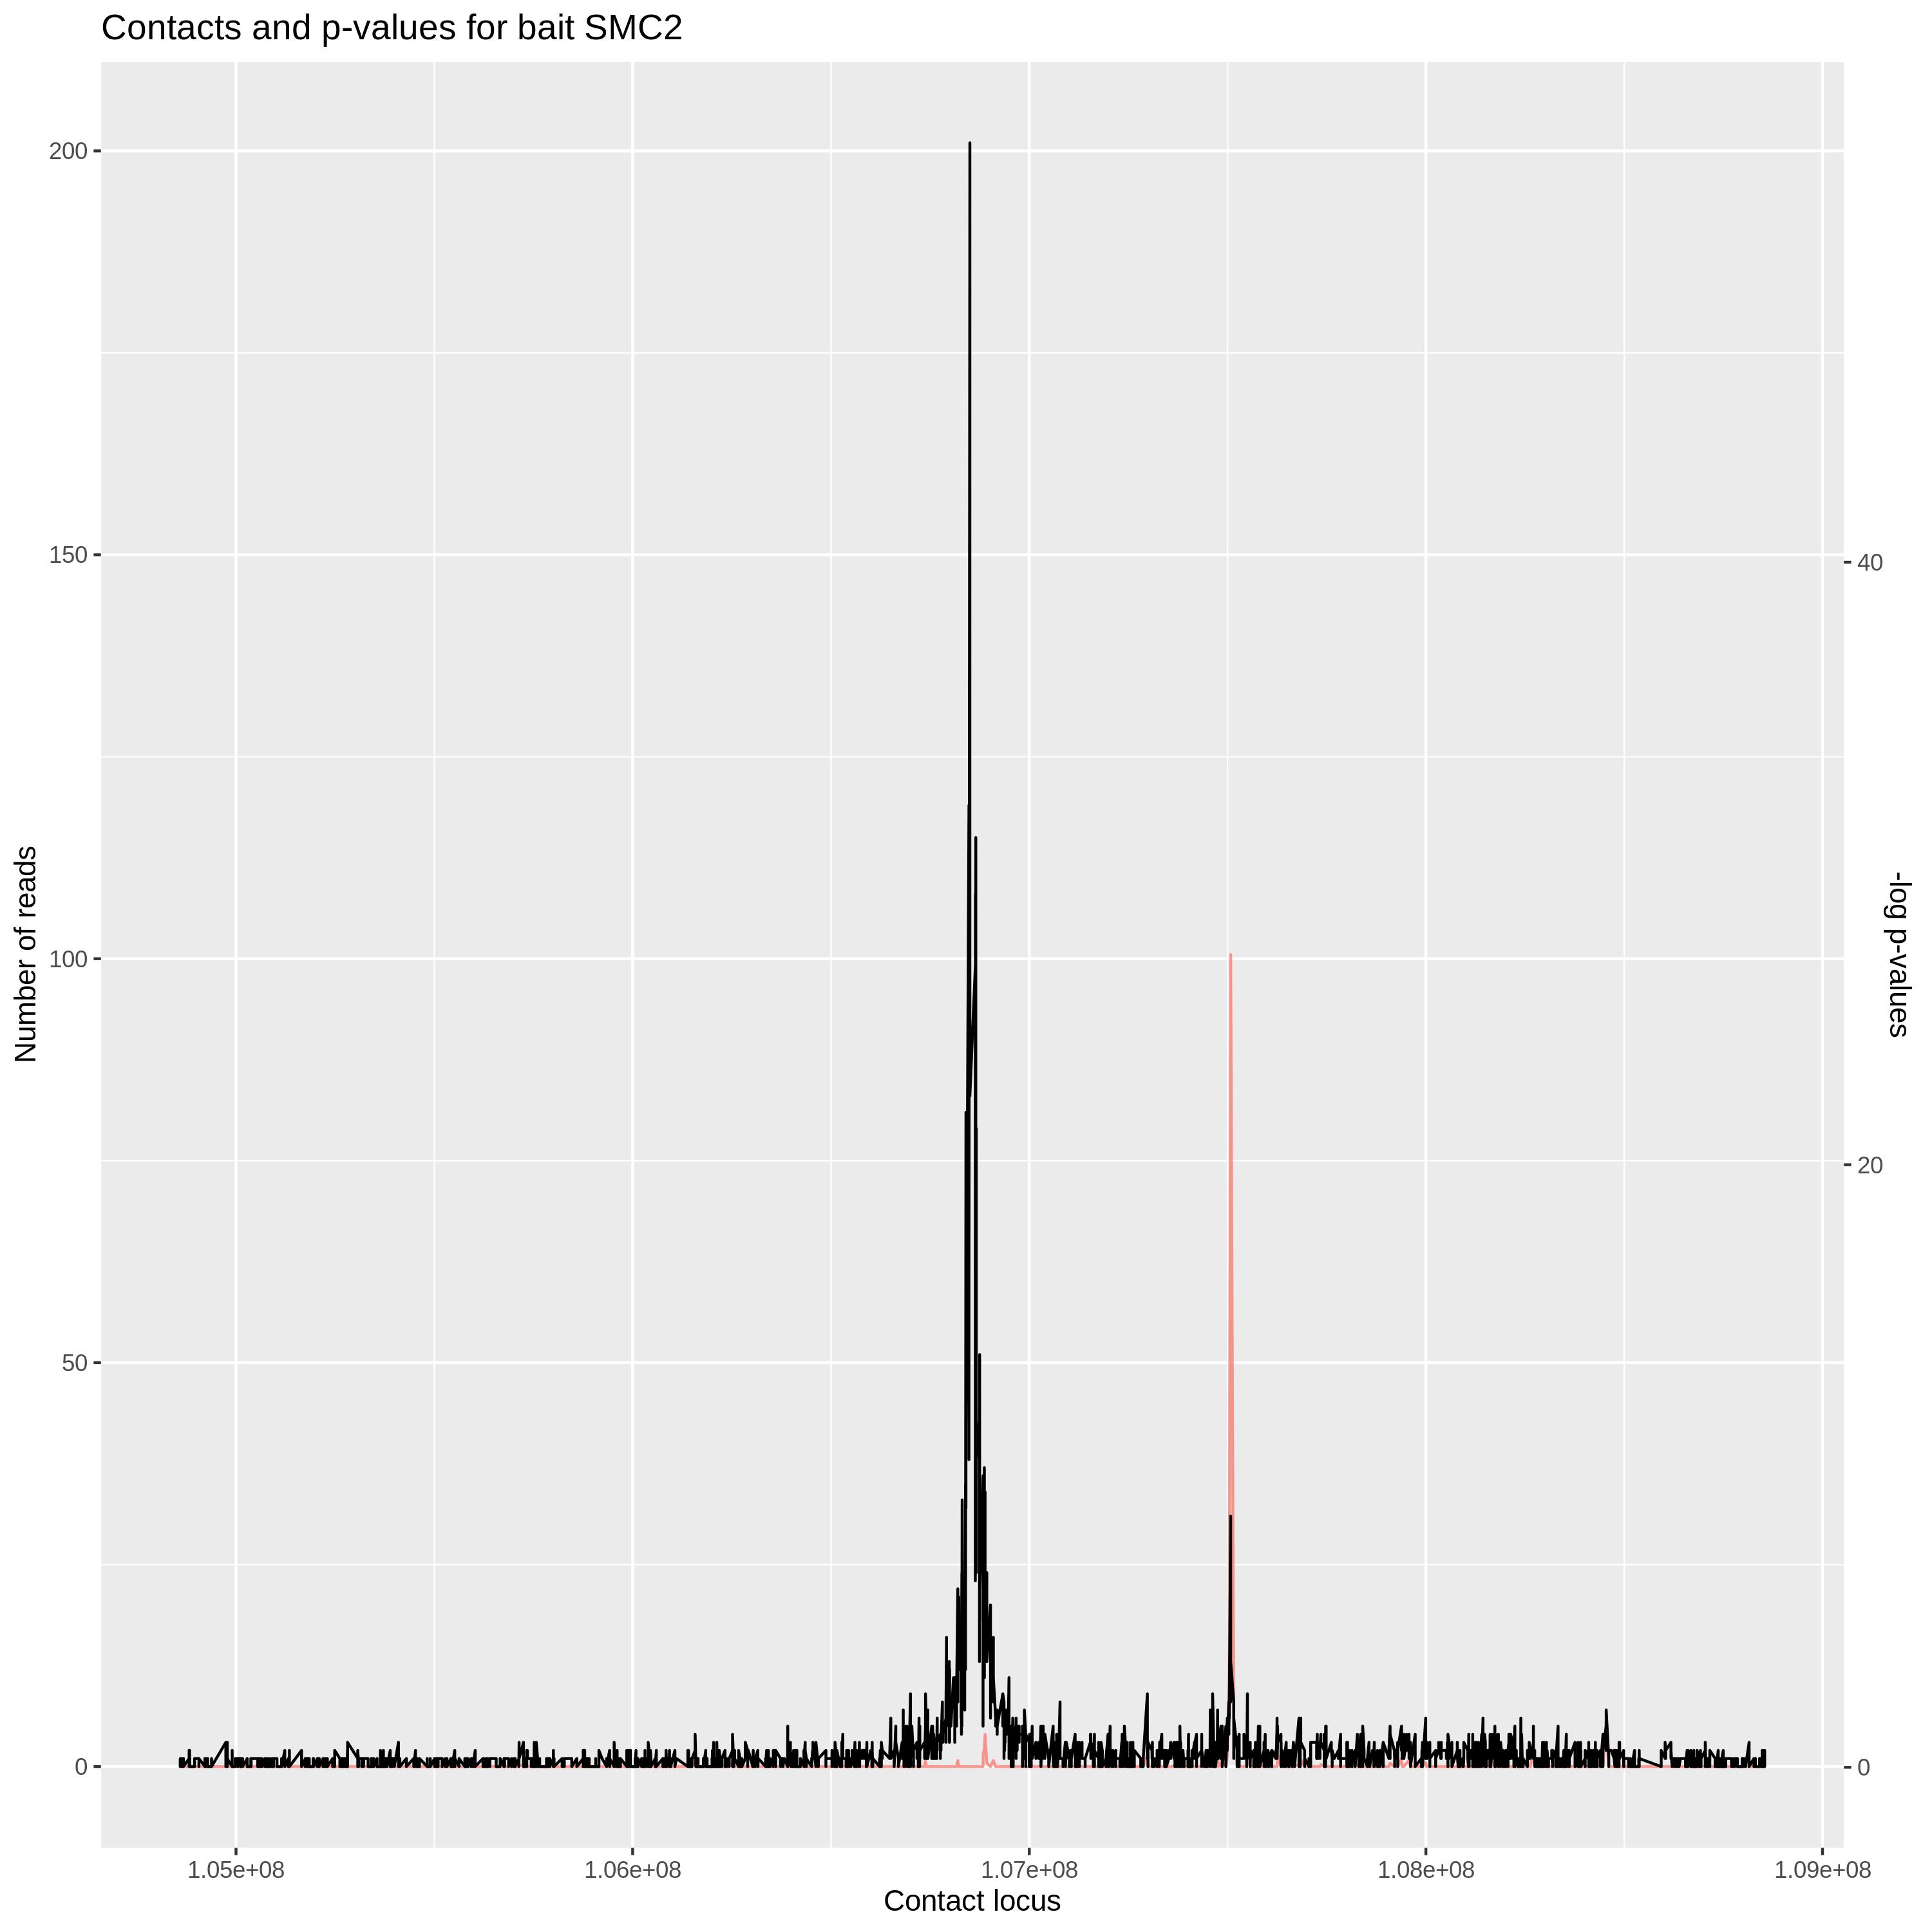 Contacts and p-values for bait SMC2
200
150
100
50
0
Number of reads
40
20
0
-log p-values
1.05e+08
1.06e+08
1.07e+08
1.08e+08
1.09e+08
Contact locus